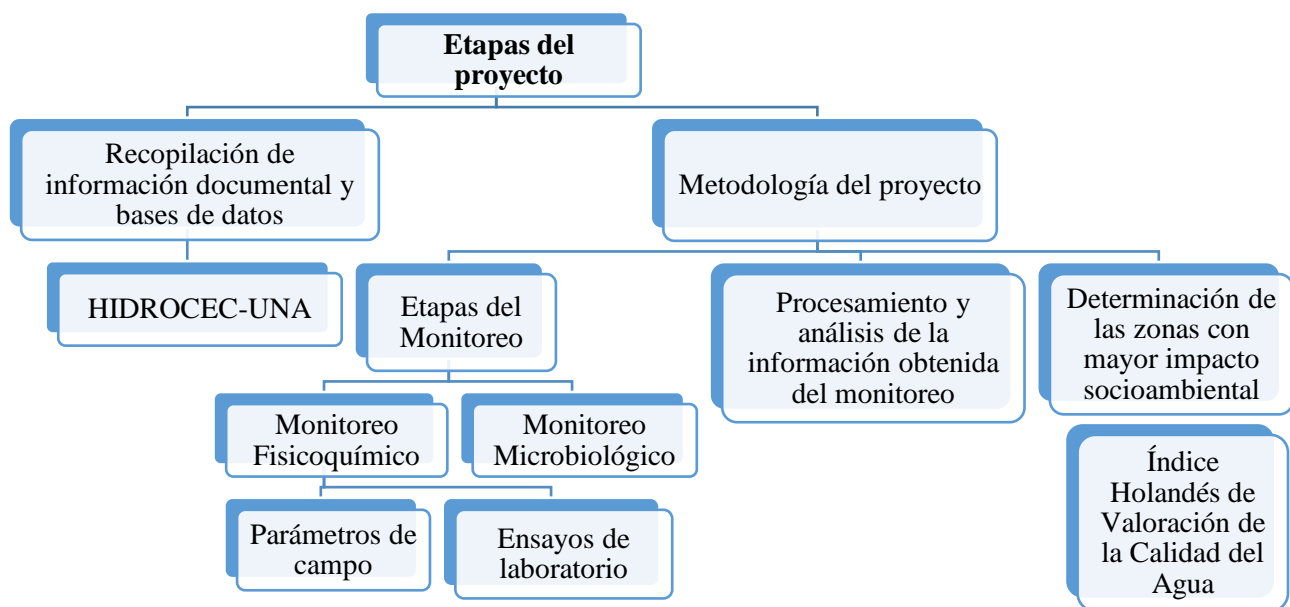 Etapas del
proyecto
Recopilación de
información documental y
bases de datos
Metodología del proyecto
HIDROCEC-UNA
Etapas del
Monitoreo
Procesamiento y
análisis de la
información obtenida
del monitoreo
Determinación de
las zonas con
mayor impacto
socioambiental
Monitoreo
Fisicoquímico
Monitoreo
Microbiológico
Parámetros de
campo
Ensayos de
laboratorio
Índice
Holandés de
Valoración de
la Calidad del
Agua